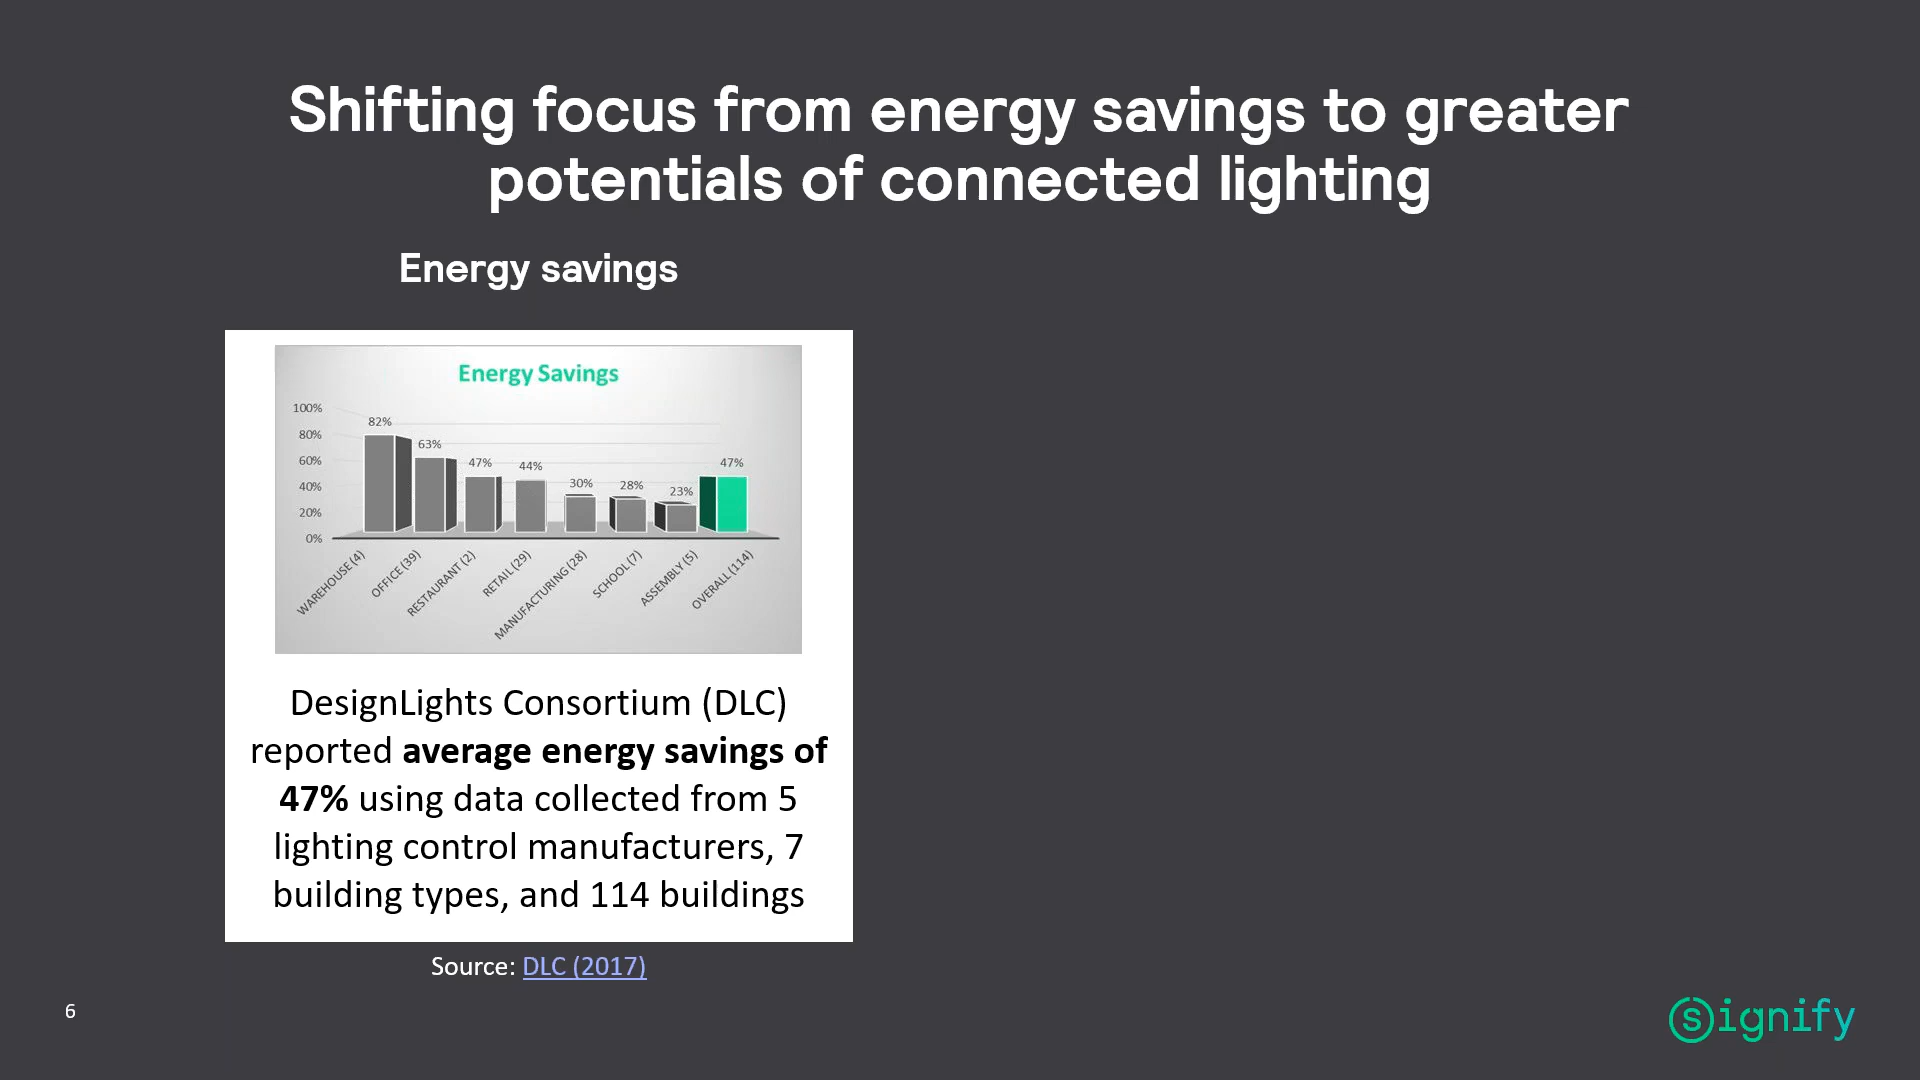 Shifting focus from energy savings to greater
potentials of connected lighting
Energy savings
Energy Savings
100%
80%
60%
40%
20%
0%
82%
63%
47%
44%
30%
28%
23%
47%
WAREHOUSE (4)
OFFICE (39)
RESTAURANT (2)
RETAIL (29)
MANUFACTURING (28)
SCHOOL (7)
ASSEMBLY (5)
OVERALL (114)
DesignLights Consortium (DLC)
reported average energy savings of
47% using data collected from 5
lighting control manufacturers, 7
building types, and 114 buildings
Source: DLC (2017)
6
Signify